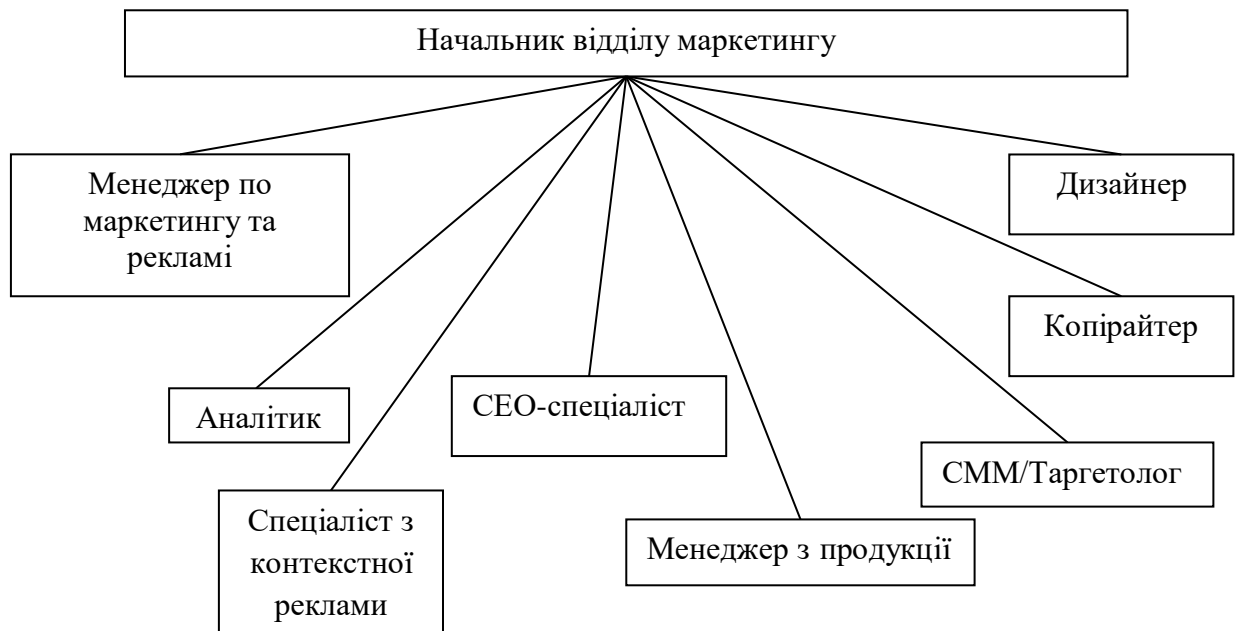 Начальник відділу маркетингу
Менеджер по
маркетингу та
рекламі
Дизайнер
Копірайтер
Аналітик
СЕО-спеціаліст
СММ/Таргетолог
Спеціаліст з
контекстної
реклами
Менеджер з продукції